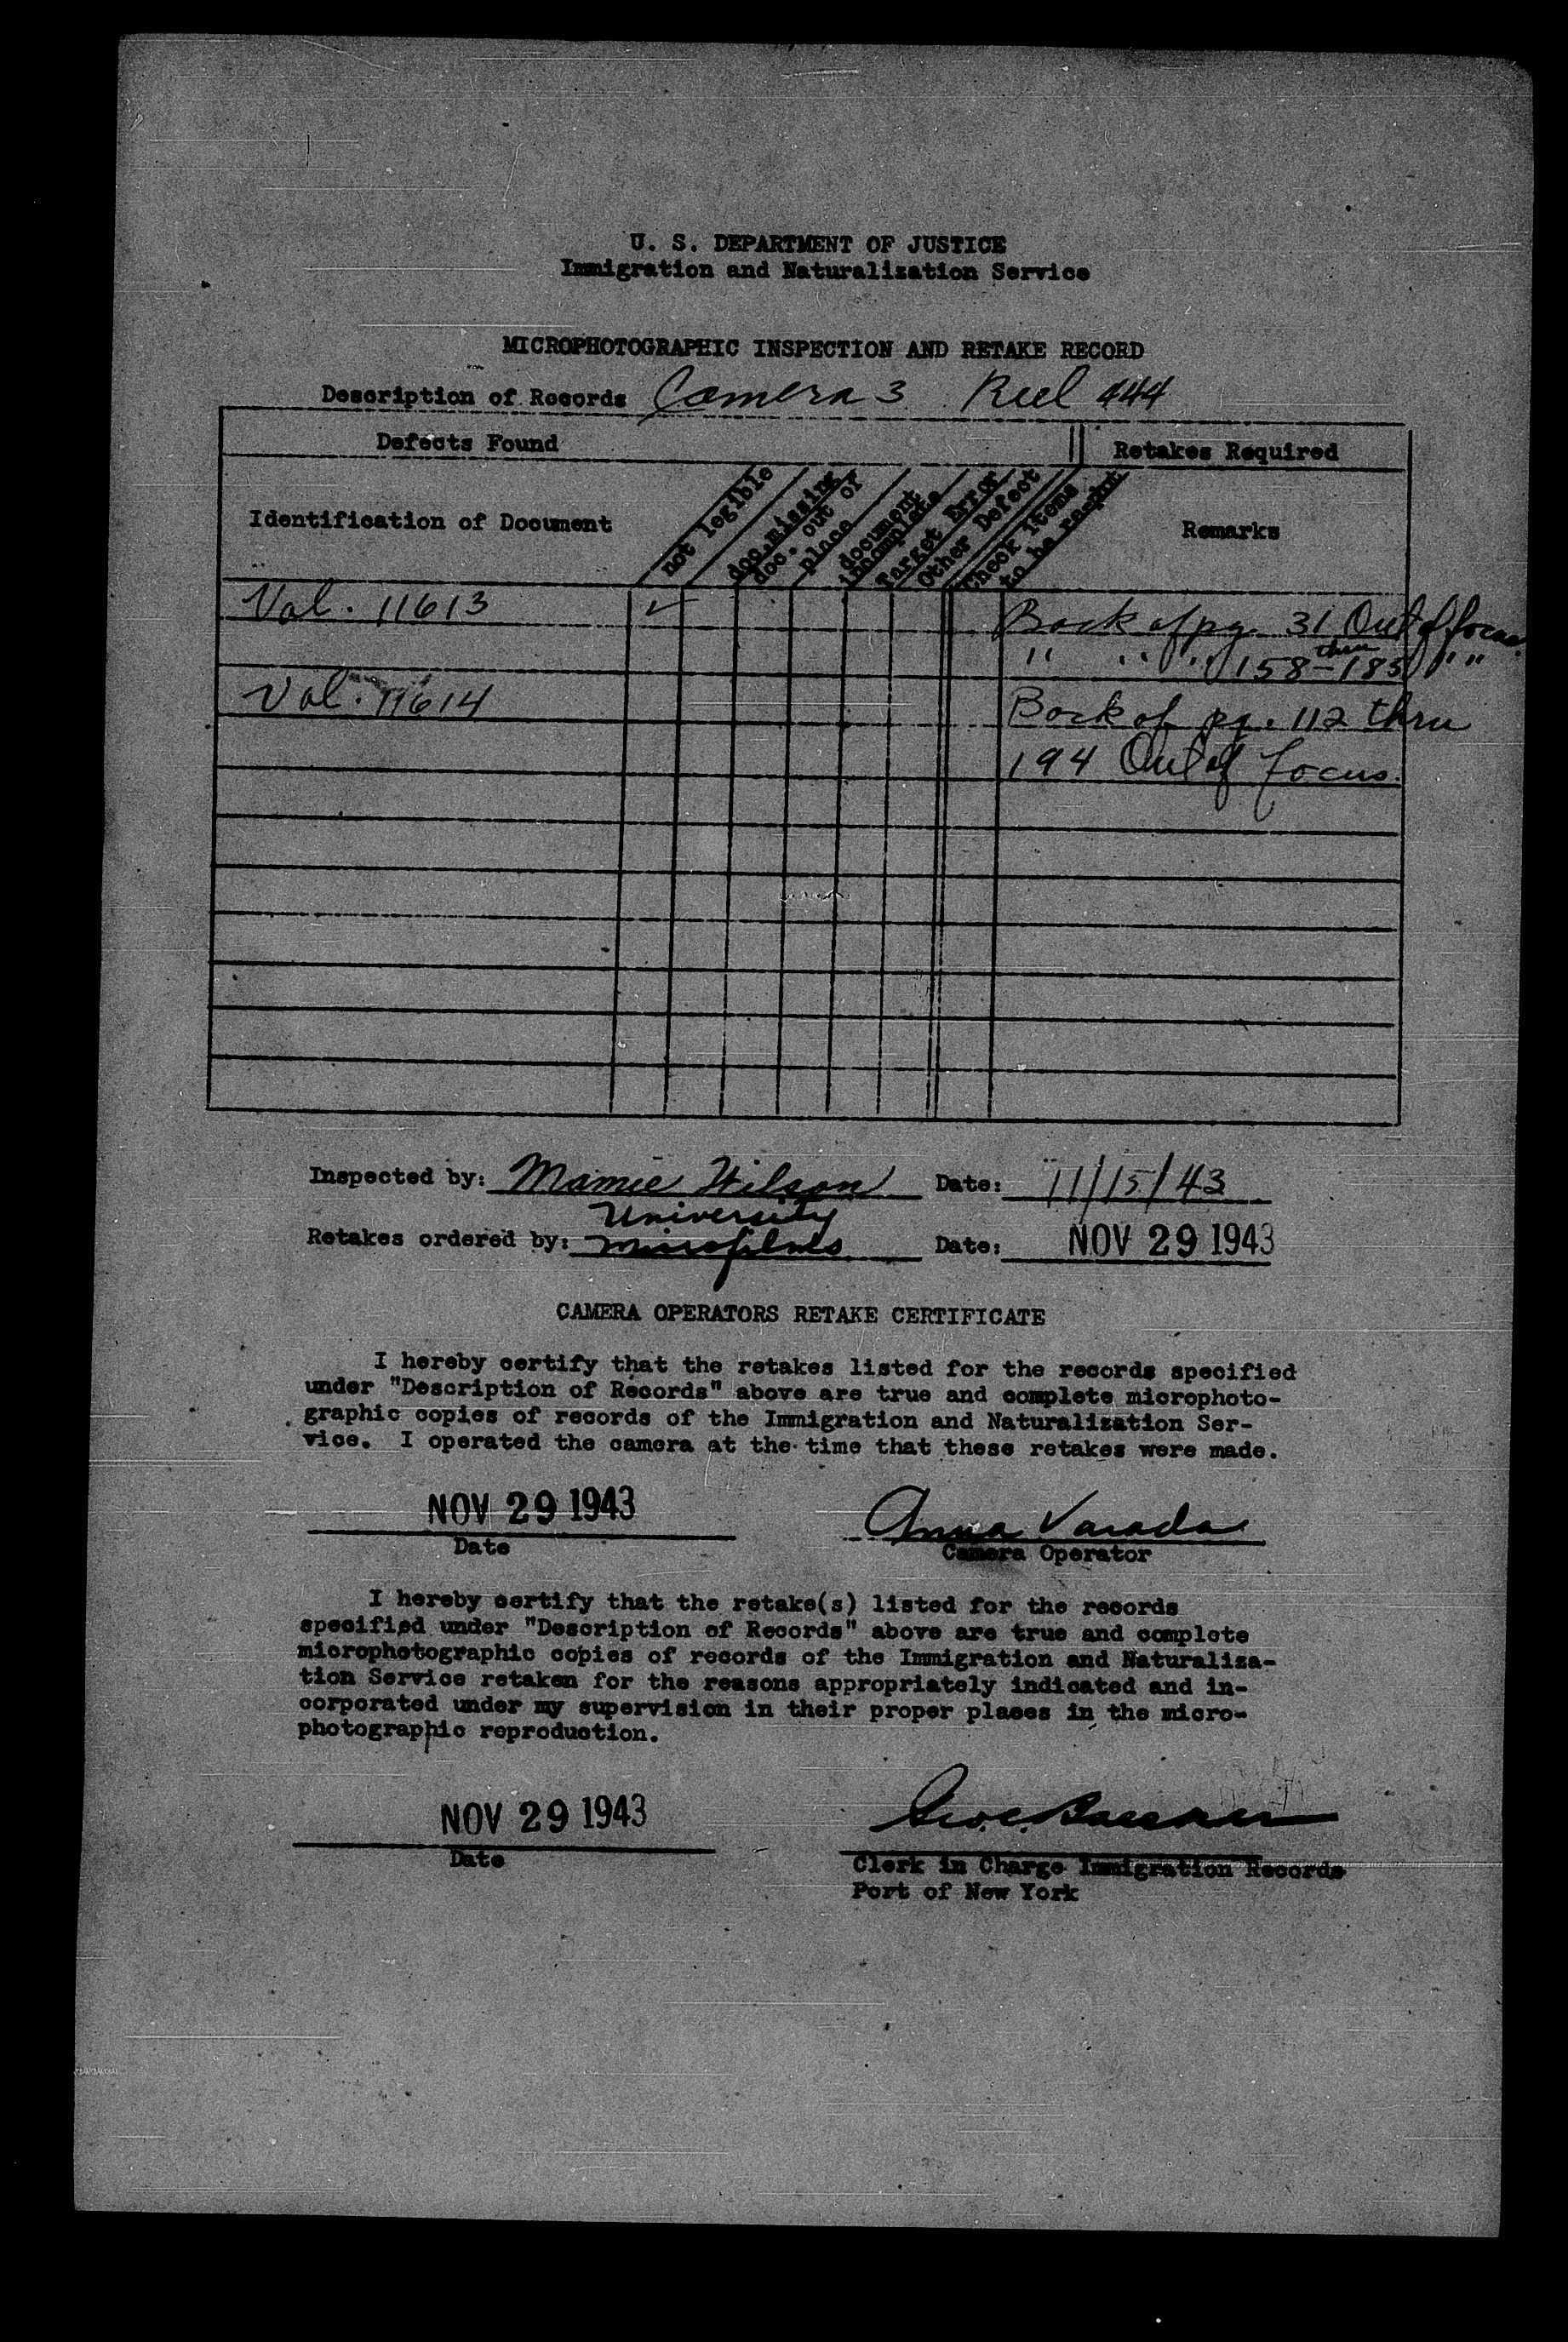 U. S. DEPARTMENT OF JUSTICE
Immigration and Naturalization Service
MICROPHOTOGRAPHIC INSPECTION AND RETAKE RECORD
Description of Records Camera 3 Reel 444
Defects Found
Retakes Required
Identification of Document
not legible
doc. missing
doc. out of
place
document
incomplete
Target Error
Other Defect
Check items
to be
Remarks
Vol. 11613 ✓ Back of pg. 31 Out of focus.
" " " 158 thru - 185 " "
Vol. 11614 Back of pg. 112 thru
194 Out of focus.
Inspected by: Mamie Wilson Date: 11/15/43
University
Retakes ordered by: Microfilms Date: NOV 29 1943
CAMERA OPERATORS RETAKE CERTIFICATE
I hereby certify that the retakes listed for the records specified
under "Description of Records" above are true and complete microphoto-
graphic copies of records of the Immigration and Naturalization Ser-
vice. I operated the camera at the time that these retakes were made.
NOV 29 1943 Anna Varada
Date Camera Operator
I hereby certify that the retake(s) listed for the records
specified under "Description of Records" above are true and complete
microphotographic copies of records of the Immigration and Naturaliza-
tion Service retaken for the reasons appropriately indicated and in-
corporated under my supervision in their proper places in the micro-
photographic reproduction.
NOV 29 1943
Date
Clerk in Charge Immigration Records
Port of New York